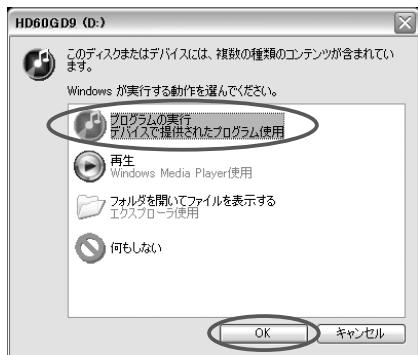 HD60GD9 (D:)
このディスクまたはデバイスには、複数の種類のコンテンツが含まれてい
ます。
Windows が実行する動作を選んでください。
プログラムの実行
デバイスで提供されたプログラム使用
再生
Windows Media Player使用
フォルダを開いてファイルを表示する
エクスプローラ使用
何もしない
OK
キャンセル